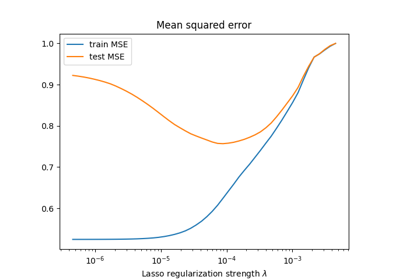 Mean squared error
train MSE
test MSE
1.0
0.9
0.8
0.7
0.6
10⁻⁶ 10⁻⁵ 10⁻⁴ 10⁻³
Lasso regularization strength λ